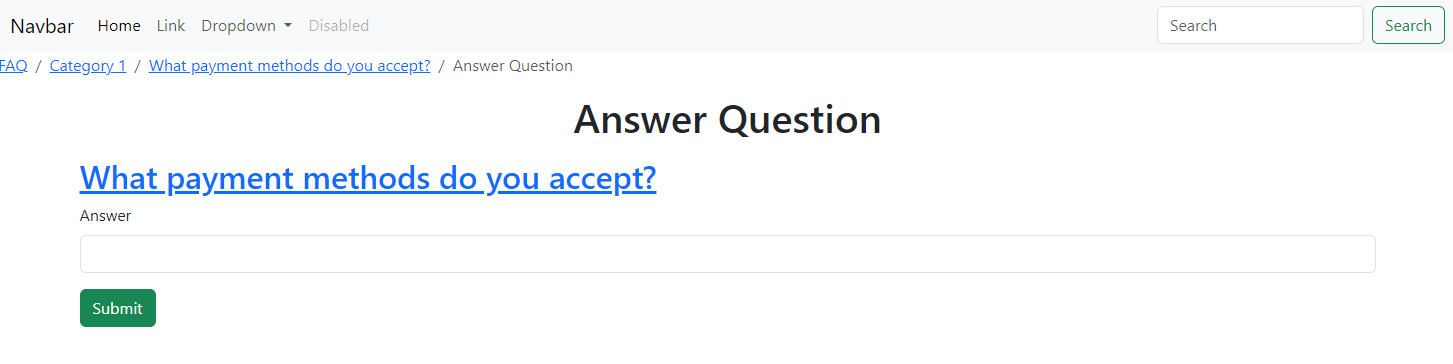 Navbar Home Link Dropdown Disabled Search Search
FAQ / Category 1 / What payment methods do you accept? / Answer Question
Answer Question
What payment methods do you accept?
Answer
Submit